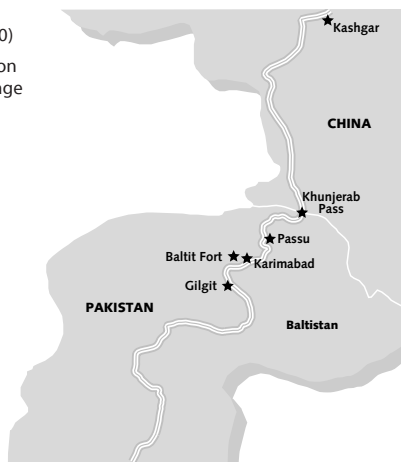 0)
on
nge
Kashgar
CHINA
Khunjerab
Pass
Passu
Baltit Fort
Karimabad
Gilgit
PAKISTAN
Baltistan